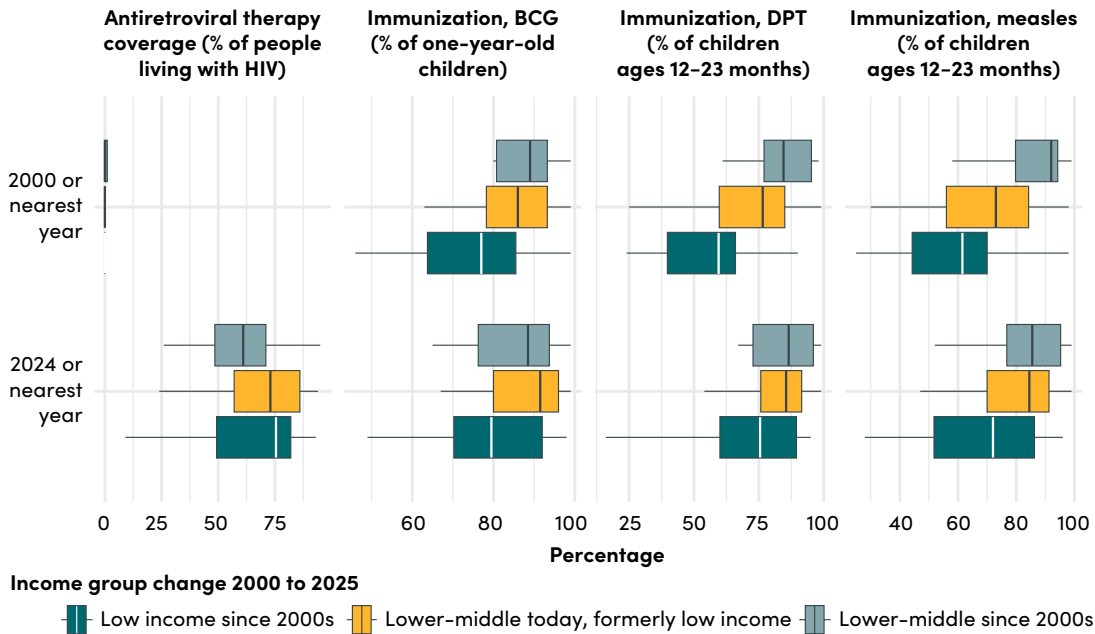 Antiretroviral therapy
coverage (% of people
living with HIV)
Immunization, BCG
(% of one-year-old
children)
Immunization, DPT
(% of children
ages 12–23 months)
Immunization, measles
(% of children
ages 12–23 months)
2000 or
nearest
year
2024 or
nearest
year
0 25 50 75
60 80 100
25 50 75 100
40 60 80 100
Percentage
Income group change 2000 to 2025
Low income since 2000s
Lower-middle today, formerly low income
Lower-middle since 2000s